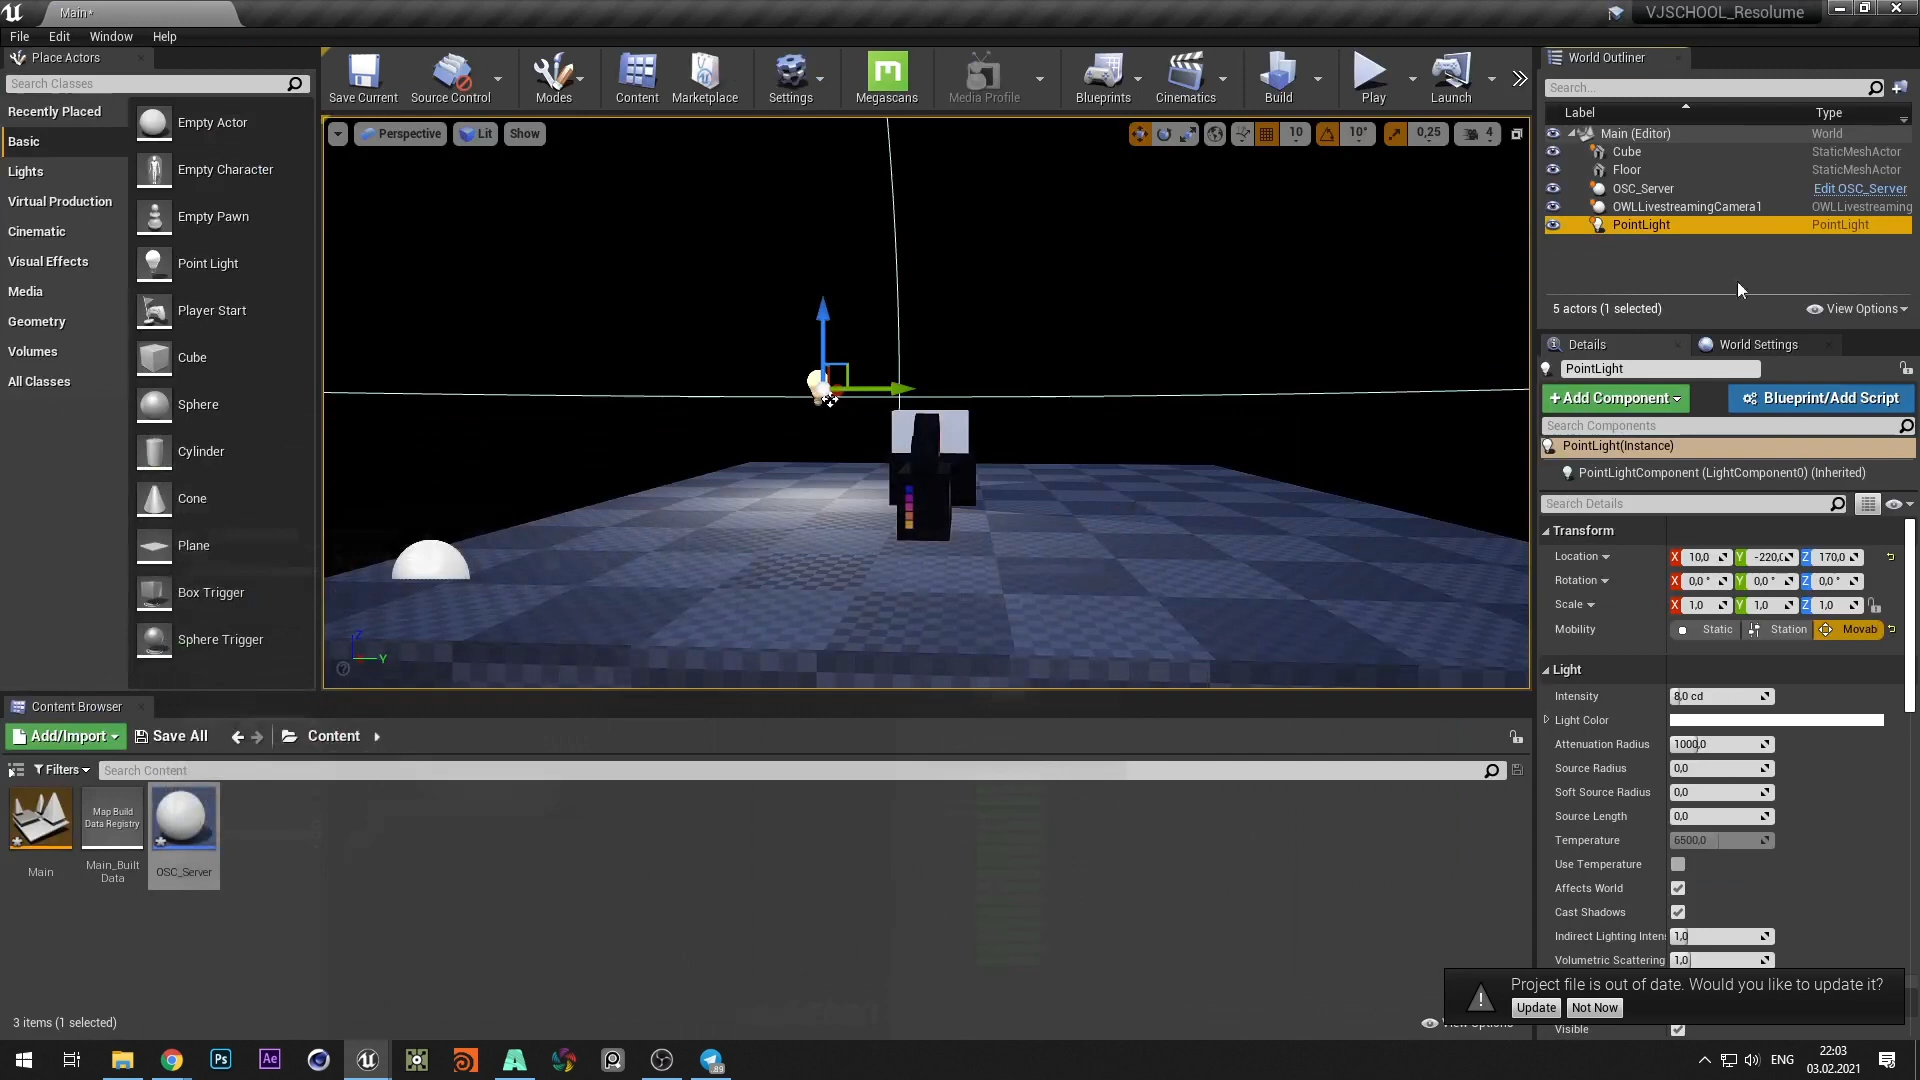 Main*
VJSCHOOL_Resolume
File Edit Window Help
Place Actors
Search Classes
Recently Placed
Basic
Lights
Virtual Production
Cinematic
Visual Effects
Media
Geometry
Volumes
All Classes
Empty Actor
Empty Character
Empty Pawn
Point Light
Player Start
Cube
Sphere
Cylinder
Cone
Plane
Box Trigger
Sphere Trigger
Save Current
Source Control
Modes
Content
Marketplace
Settings
Megascans
Media Profile
Blueprints
Cinematics
Build
Play
Launch
Perspective Lit Show
10 10° 0,25 4
Z
Y
World Outliner
Search...
Label Type
Main (Editor) World
Cube StaticMeshActor
Floor StaticMeshActor
OSC_Server Edit OSC_Server
OWLLivestreamingCamera1 OWLLivestreaming
PointLight PointLight
5 actors (1 selected) View Options
Details World Settings
PointLight
+Add Component Blueprint/Add Script
Search Components
PointLight(Instance)
PointLightComponent (LightComponent0) (Inherited)
Search Details
Transform
Location X 10,0 Y -220,0 Z 170,0
Rotation X 0,0 ° Y 0,0 ° Z 0,0 °
Scale X 1,0 Y 1,0 Z 1,0
Mobility Static Station Movab
Light
Intensity 8,0 cd
Light Color
Attenuation Radius 1000,0
Source Radius 0,0
Soft Source Radius 0,0
Source Length 0,0
Temperature 6500,0
Use Temperature
Affects World
Cast Shadows
Indirect Lighting Inten 1,0
Volumetric Scattering 1,0
Project file is out of date. Would you like to update it?
Update Not Now
Visible
Content Browser
Add/Import Save All Content
Filters Search Content
Main
Map Build
Data Registry
Main_Built
Data
OSC_Server
3 items (1 selected)
View Options
Ps Ae
89
ENG
22:03
03.02.2021